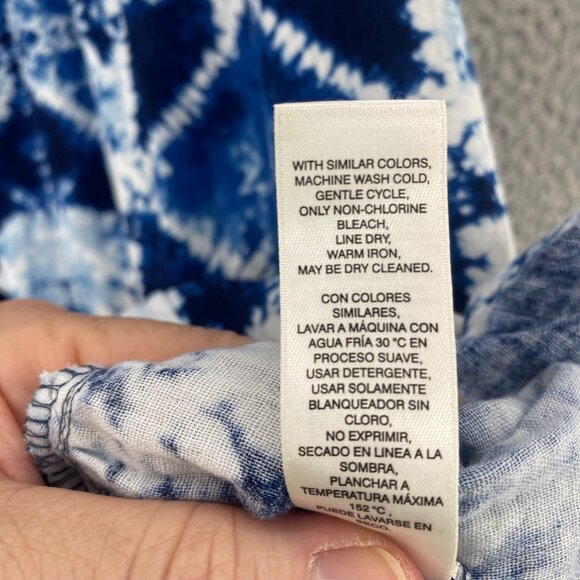 WITH SIMILAR COLORS,
MACHINE WASH COLD,
GENTLE CYCLE,
ONLY NON-CHLORINE
BLEACH,
LINE DRY,
WARM IRON,
MAY BE DRY CLEANED.
CON COLORES
SIMILARES,
LAVAR A MÁQUINA CON
AGUA FRÍA 30 °C EN
PROCESO SUAVE,
USAR DETERGENTE,
USAR SOLAMENTE
BLANQUEADOR SIN
CLORO,
NO EXPRIMIR,
SECADO EN LINEA A LA
SOMBRA,
PLANCHAR A
TEMPERATURA MÁXIMA
152 °C,
PUEDE LAVARSE EN
SECO.